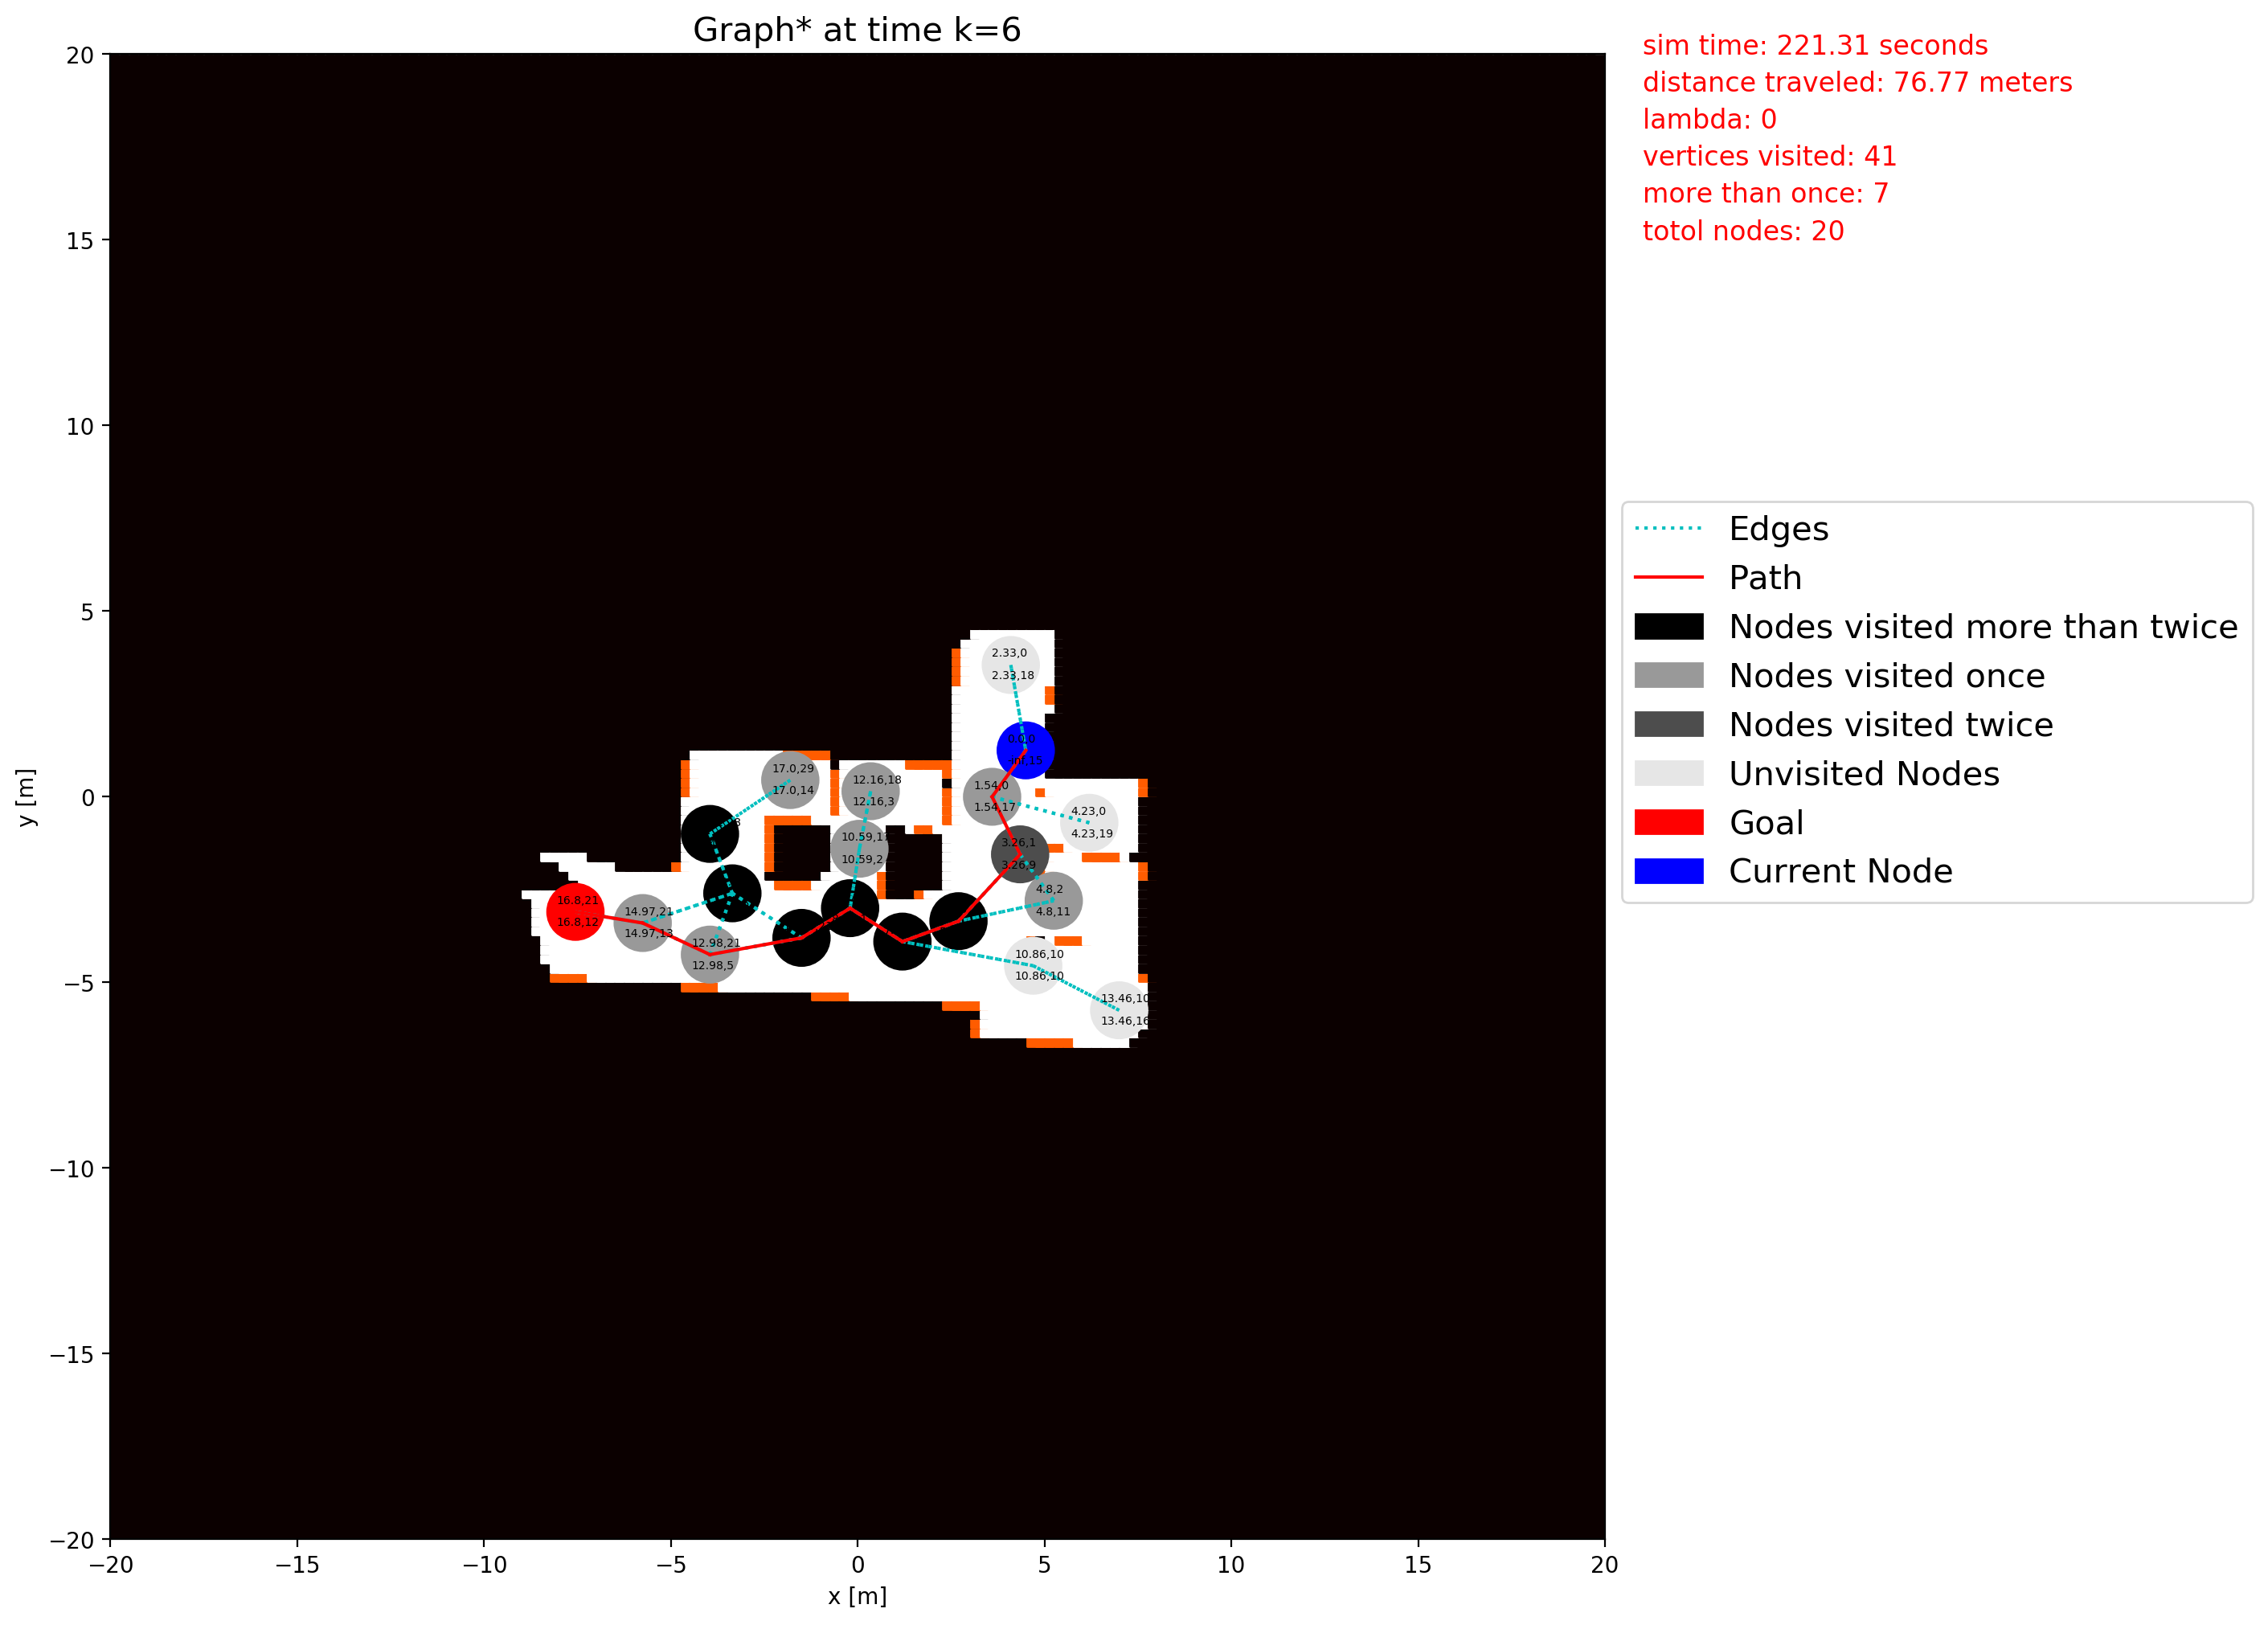 Graph* at time k=6
sim time: 221.31 seconds
distance traveled: 76.77 meters
lambda: 0
vertices visited: 41
more than once: 7
totol nodes: 20
20
15
10
5
0
−5
−10
−15
−20
y [m]
−20
−15
−10
−5
0
5
10
15
20
x [m]
2.33,0
2.33,18
0.0,0
1.54,0
1.54,17
17.0,29
17.0,14
12.16,18
12.16,3
4.23,0
4.23,19
10.59,2
3.26,1
3.26,9
4.8,2
4.8,11
16.8,21
16.8,12
14.97,21
14.97,13
12.98,21
12.98,5
10.86,10
10.86,10
13.46,10
13.46,16
Edges
Path
Nodes visited more than twice
Nodes visited once
Nodes visited twice
Unvisited Nodes
Goal
Current Node